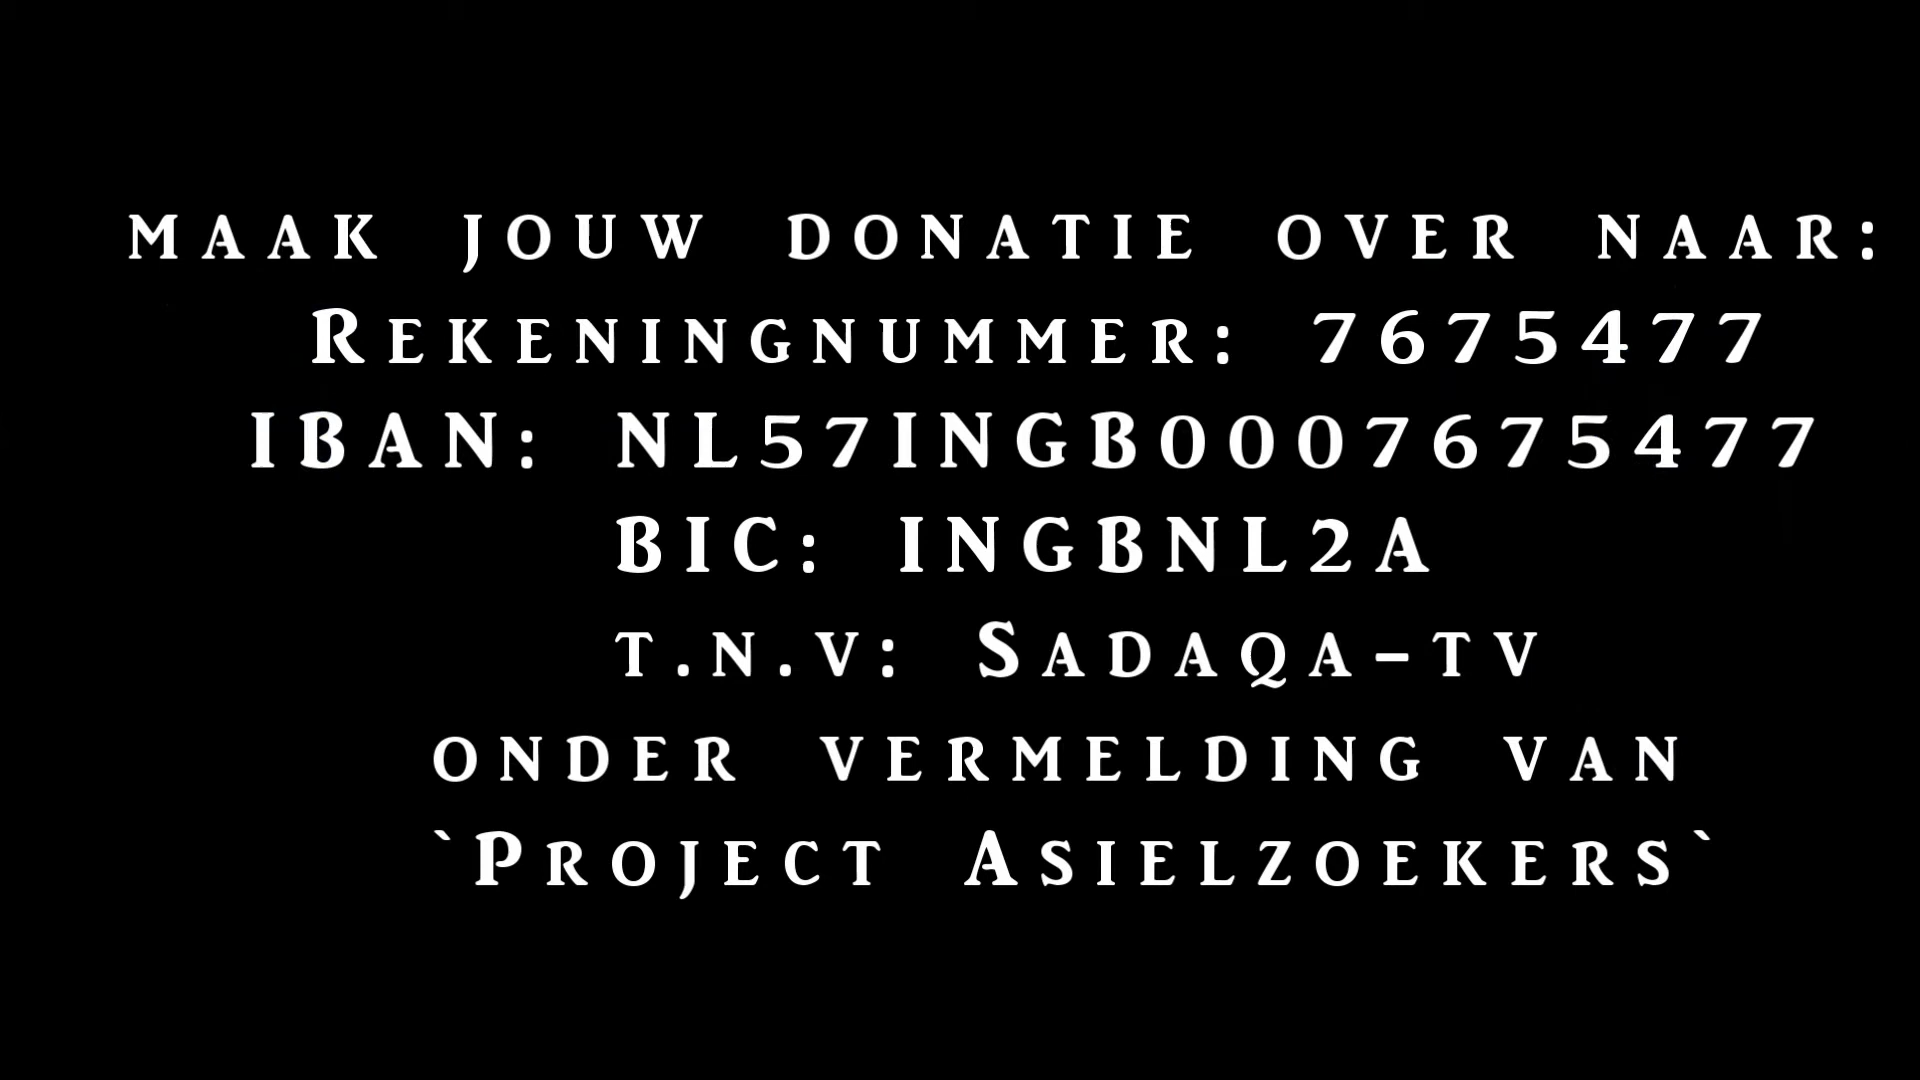 MAAK JOUW DONATIE OVER NAAR:
REKENINGNUMMER: 7675477
IBAN: NL57INGB0007675477
BIC: INGBNL2A
T.N.V: SADAQA-TV
ONDER VERMELDING VAN
`PROJECT ASIELZOEKERS`